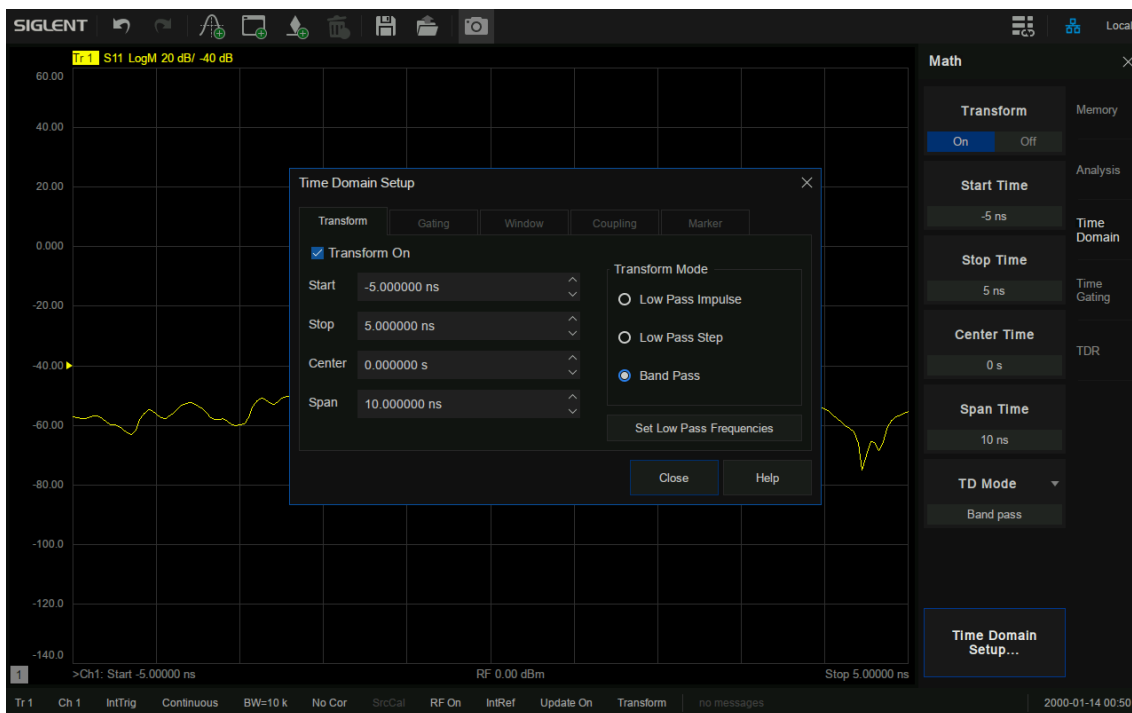 SIGLENT
Local
Tr 1 S11 LogM 20 dB/ -40 dB
60.00
40.00
20.00
0.000
-20.00
-40.00
-60.00
-80.00
-100.0
-120.0
-140.0
Time Domain Setup
Transform
Gating
Window
Coupling
Marker
Transform On
Start
-5.000000 ns
Stop
5.000000 ns
Center
0.000000 s
Span
10.000000 ns
Transform Mode
Low Pass Impulse
Low Pass Step
Band Pass
Set Low Pass Frequencies
Close
Help
Math
Transform
On
Off
Start Time
-5 ns
Stop Time
5 ns
Center Time
0 s
Span Time
10 ns
TD Mode
Band pass
Time Domain
Setup...
Memory
Analysis
Time
Domain
Time
Gating
TDR
1
>Ch1: Start -5.00000 ns
RF 0.00 dBm
Stop 5.00000 ns
Tr 1
Ch 1
IntTrig
Continuous
BW=10 k
No Cor
SrcCal
RF On
IntRef
Update On
Transform
no messages
2000-01-14 00:50